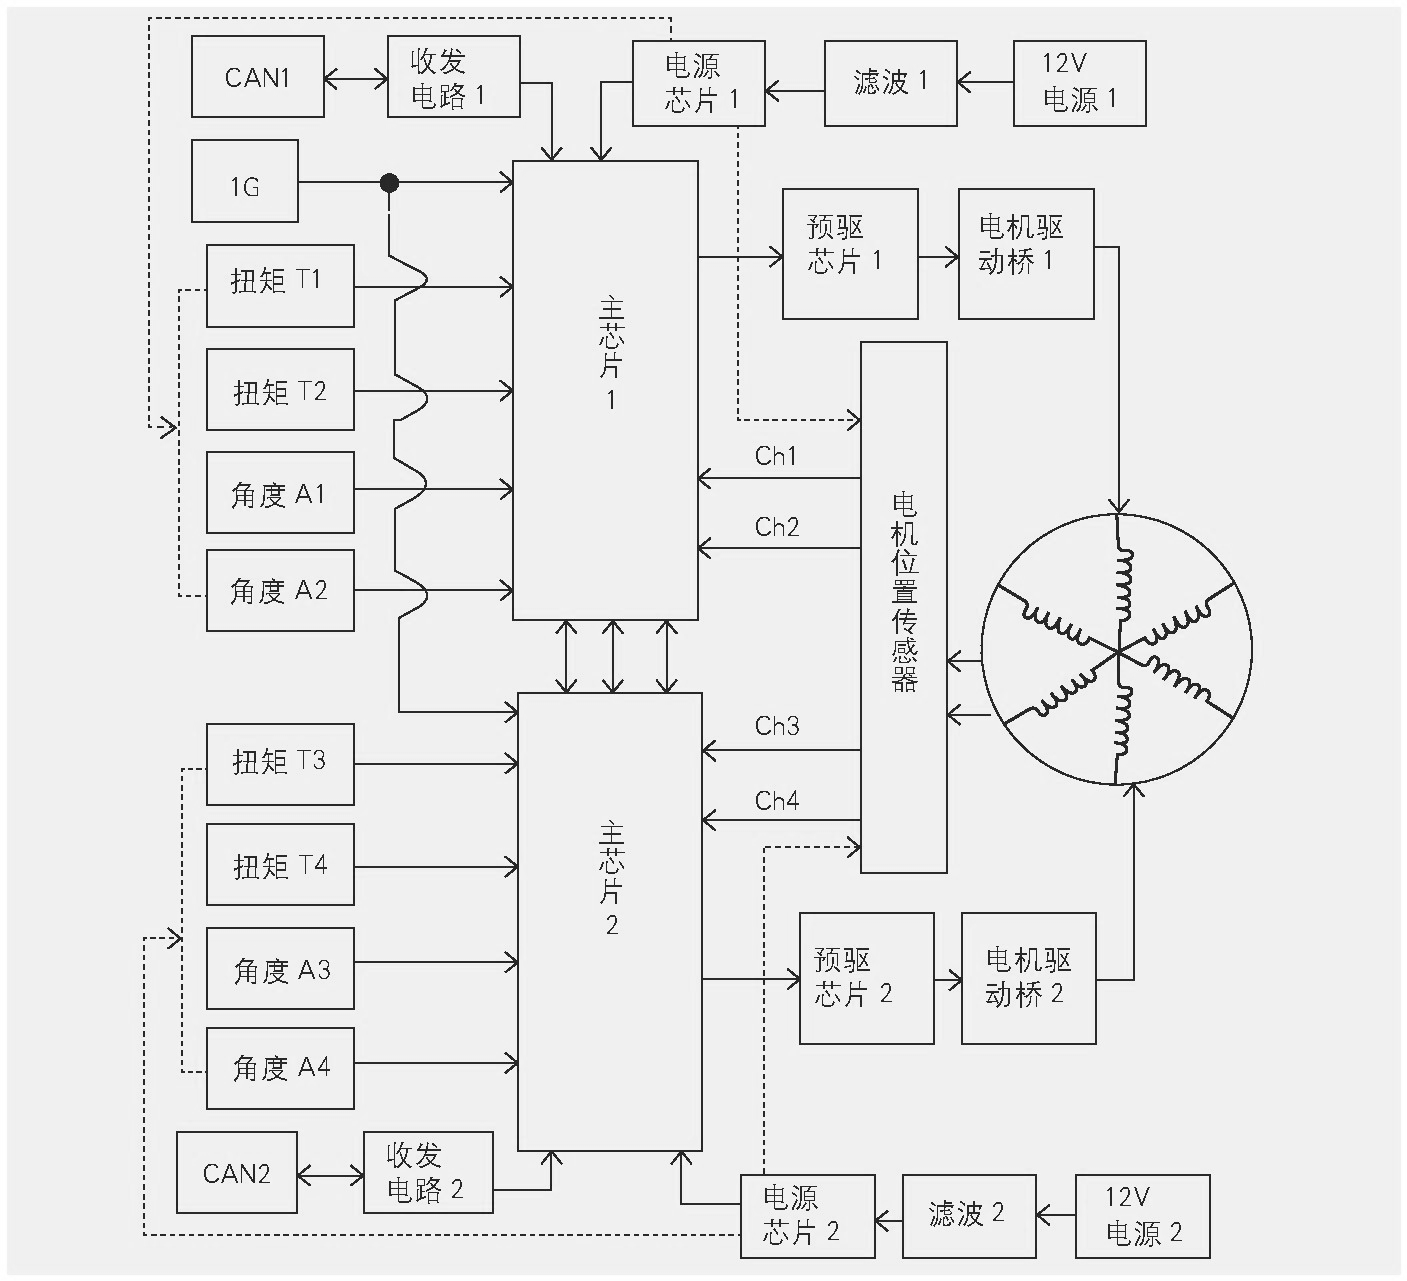 CAN1
收发
电路 1
电源
芯片 1
滤波 1
12V
电源 1
1G
预驱
芯片 1
电机驱
动桥 1
扭矩 T1
主芯片1
扭矩 T2
Ch1
角度 A1
电机位置传感器
Ch2
角度 A2
扭矩 T3
Ch3
Ch4
主芯片2
扭矩 T4
角度 A3
预驱
芯片 2
电机驱
动桥 2
角度 A4
CAN2
收发
电路 2
电源
芯片 2
滤波 2
12V
电源 2